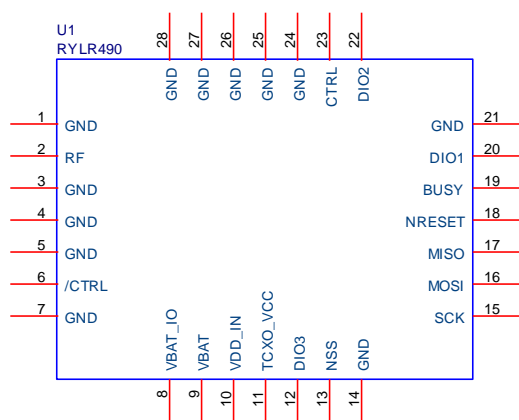 U1
RYLR490
28 27 26 25 24 23 22
GND GND GND GND GND CTRL DIO2
1 GND GND 21
2 RF DIO1 20
3 GND BUSY 19
4 GND NRESET 18
5 GND MISO 17
6 /CTRL MOSI 16
7 GND SCK 15
VBAT_IO VBAT VDD_IN TCXO_VCC DIO3 NSS GND
8 9 10 11 12 13 14